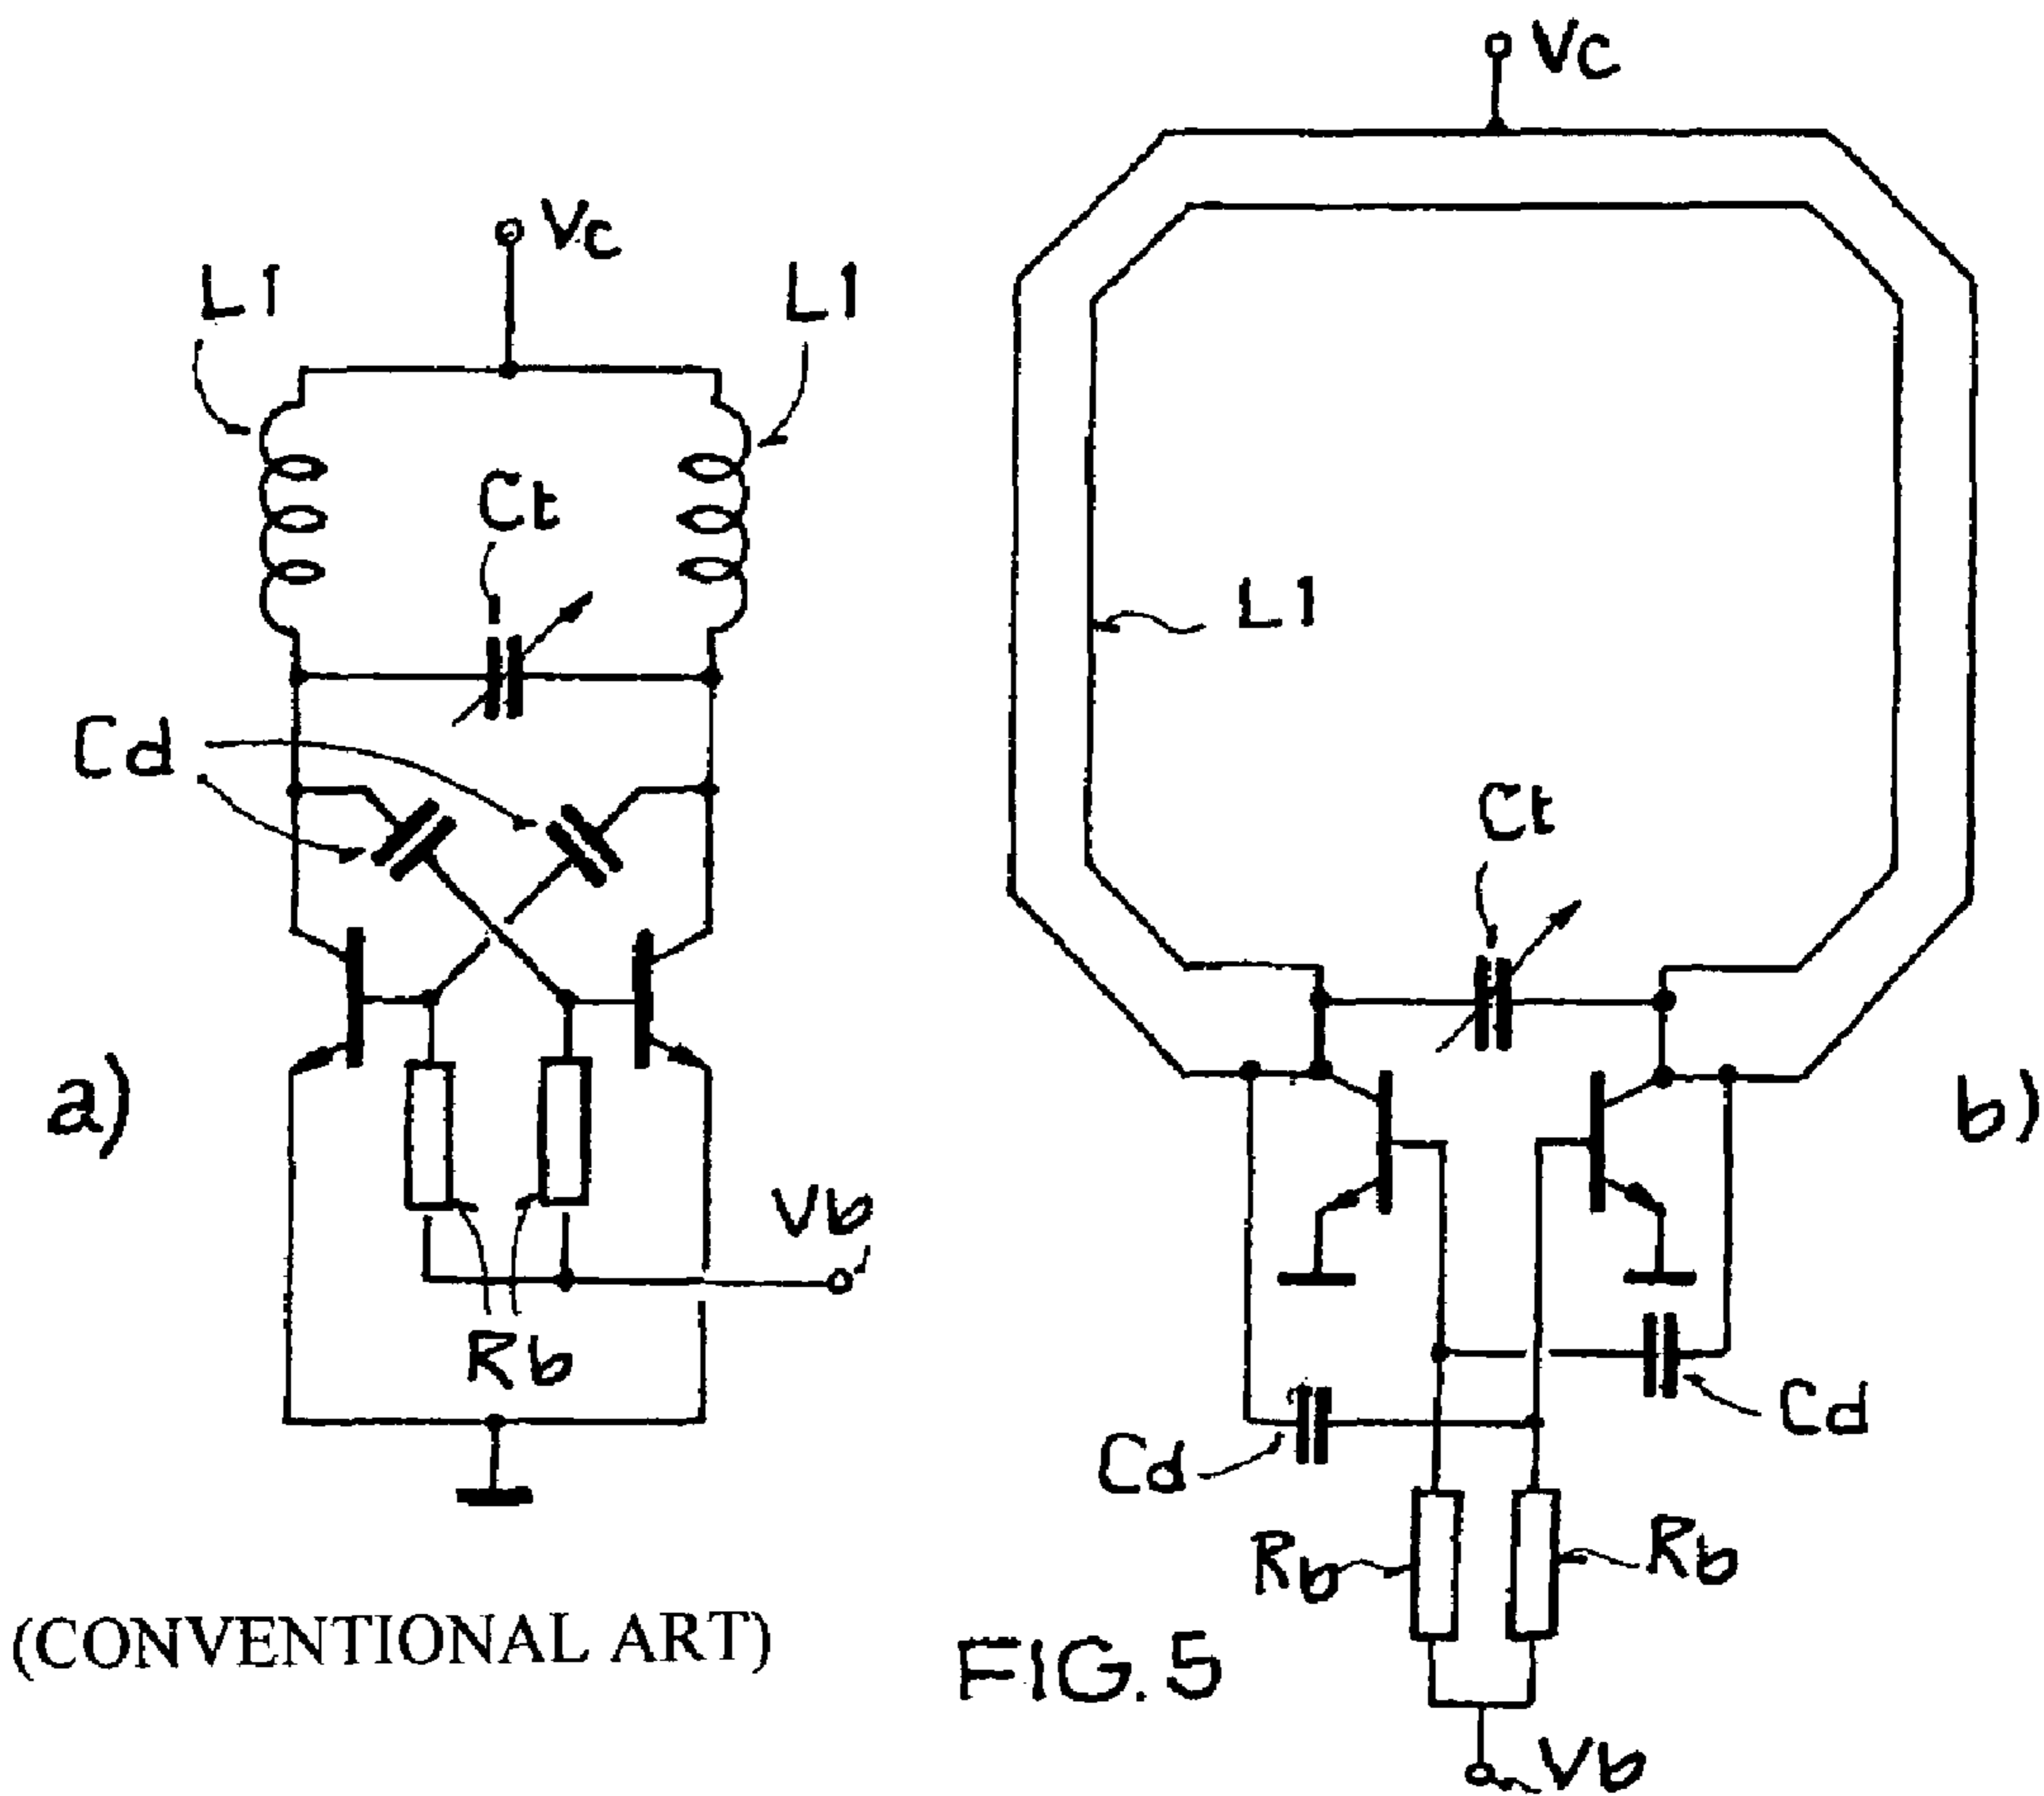 Vc
L1
L1
Ct
Cd
a)
Vb
Rb
(CONVENTIONAL ART)
Vc
L1
Ct
b)
Cd
Cd
Rb
Rb
FIG. 5
Vb